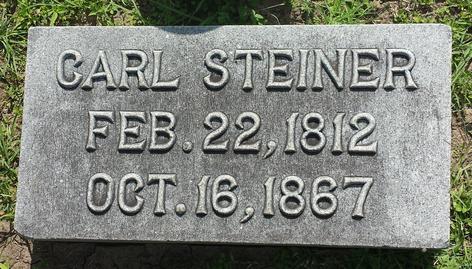 CARL STEINER
FEB. 22, 1812
OCT. 16, 1867